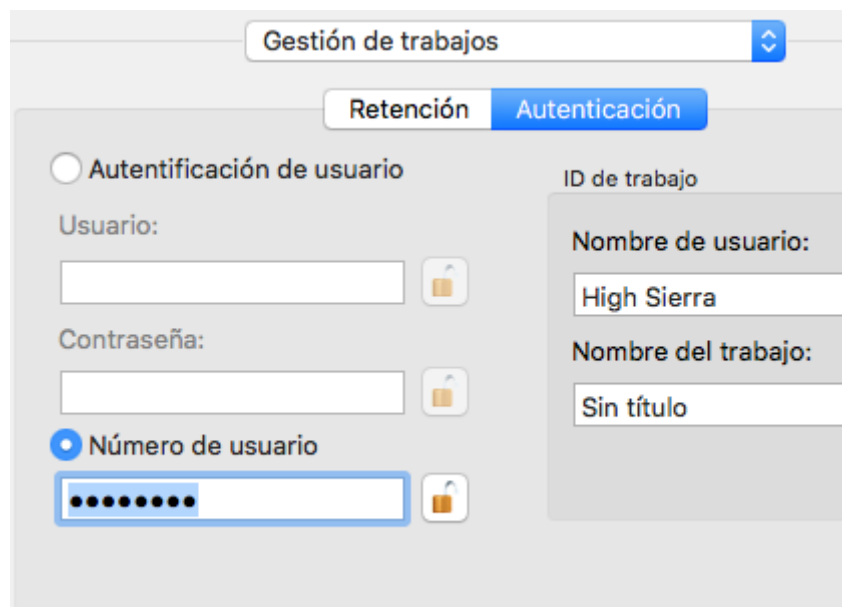 Gestión de trabajos
Retención
Autenticación
Autentificación de usuario
Usuario:
Contraseña:
Número de usuario
••••••••
ID de trabajo
Nombre de usuario:
High Sierra
Nombre del trabajo:
Sin título